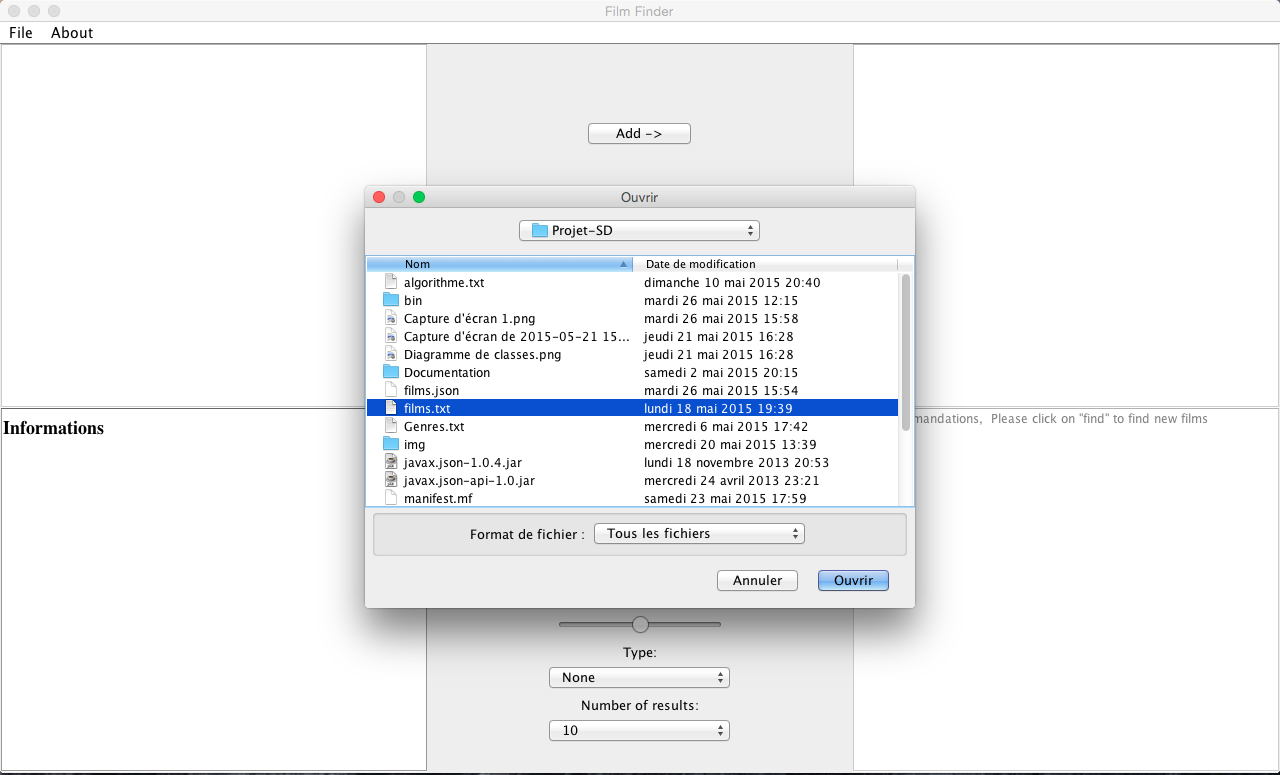 Film Finder
File About
Add ->
Ouvrir
Projet-SD
Nom Date de modification
algorithme.txt dimanche 10 mai 2015 20:40
bin mardi 26 mai 2015 12:15
Capture d'écran 1.png mardi 26 mai 2015 15:58
Capture d'écran de 2015-05-21 15... jeudi 21 mai 2015 16:28
Diagramme de classes.png jeudi 21 mai 2015 16:28
Documentation samedi 2 mai 2015 20:15
films.json mardi 26 mai 2015 15:54
films.txt lundi 18 mai 2015 19:39
Genres.txt mercredi 6 mai 2015 17:42
img mercredi 20 mai 2015 13:39
javax.json-1.0.4.jar lundi 18 novembre 2013 20:53
javax.json-api-1.0.jar mercredi 24 avril 2013 23:21
manifest.mf samedi 23 mai 2015 17:59
Format de fichier : Tous les fichiers
Annuler Ouvrir
Informations
mandations, Please click on "find" to find new films
Type:
None
Number of results:
10